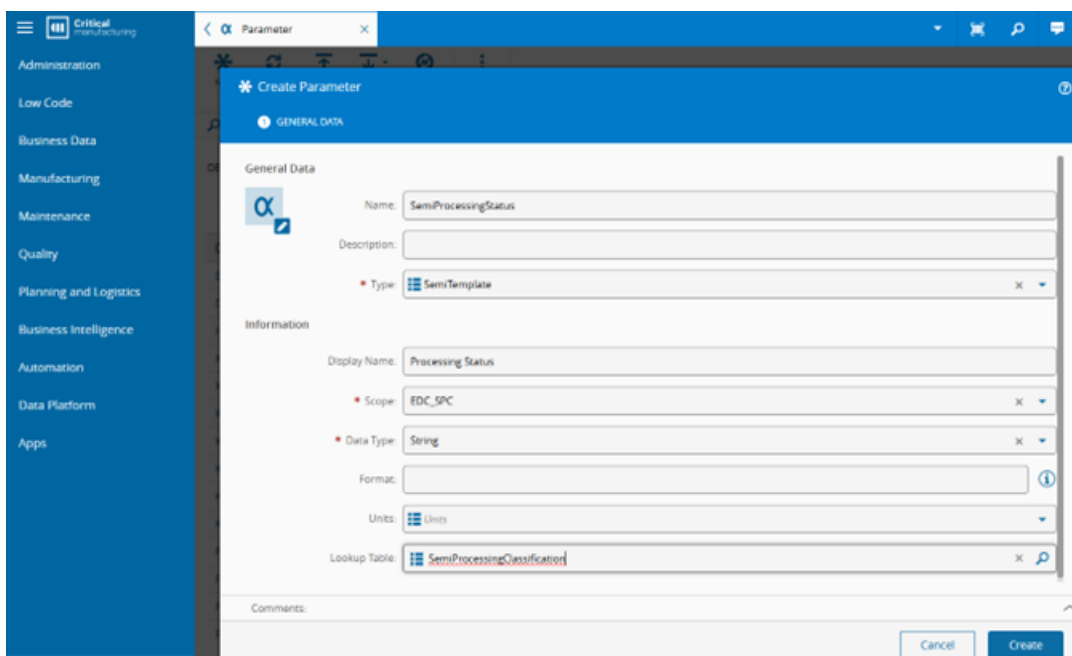 Critical
manufacturing
Parameter
Administration
Low Code
Business Data
Manufacturing
Maintenance
Quality
Planning and Logistics
Business Intelligence
Automation
Data Platform
Apps
Create Parameter
1 GENERAL DATA
General Data
Name: SemiProcessingStatus
Description:
* Type: SemiTemplate
Information
Display Name: Processing Status
* Scope: EDC_SPC
* Data Type: String
Format:
Units: Units
Lookup Table: SemiProcessingClassification
Comments:
Cancel Create